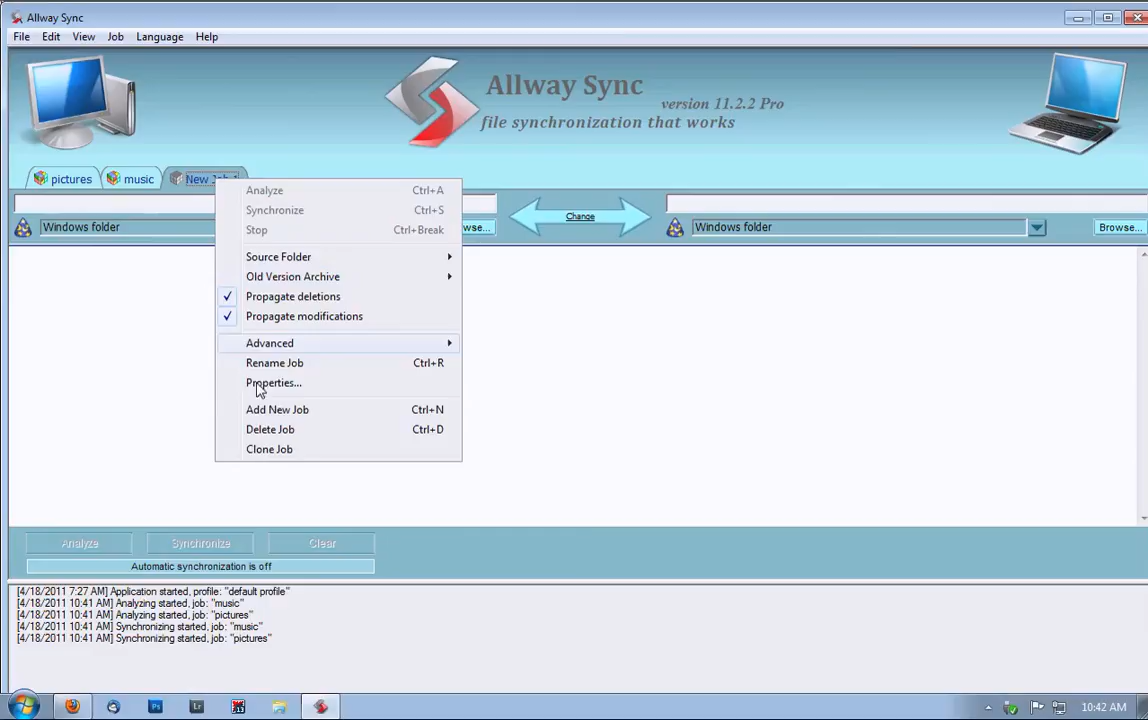 Allway Sync
File Edit View Job Language Help
Allway Sync
version 11.2.2 Pro
file synchronization that works
pictures music New Job 1
Analyze Ctrl+A
Synchronize Ctrl+S
Stop Ctrl+Break
Source Folder
Old Version Archive
Propagate deletions
Propagate modifications
Advanced
Rename Job Ctrl+R
Properties...
Add New Job Ctrl+N
Delete Job Ctrl+D
Clone Job
Change
Windows folder
Windows folder Browse...
Analyze Synchronize Clear
Automatic synchronization is off
[4/18/2011 7:27 AM] Application started, profile: "default profile"
[4/18/2011 10:41 AM] Analyzing started, job: "music"
[4/18/2011 10:41 AM] Analyzing started, job: "pictures"
[4/18/2011 10:41 AM] Synchronizing started, job: "music"
[4/18/2011 10:41 AM] Synchronizing started, job: "pictures"
Ps Lr
10:42 AM